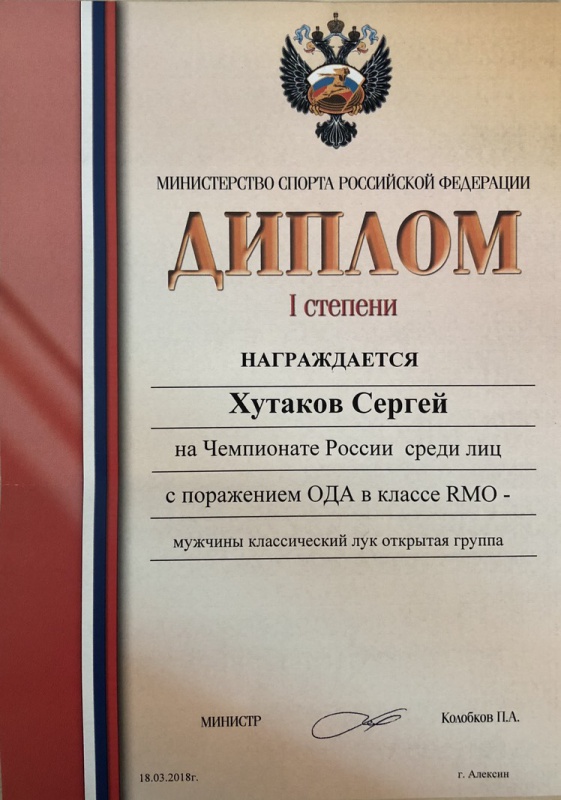 МИНИСТЕРСТВО СПОРТА РОССИЙСКОЙ ФЕДЕРАЦИИ
ДИПЛОМ
I СТЕПЕНИ
НАГРАЖДАЕТСЯ
Хутаков Сергей
на Чемпионате России среди лиц
с поражением ОДА в классе RMO -
мужчины классический лук открытая группа
МИНИСТР Колобков П.А.
18.03.2018г. г. Алексин